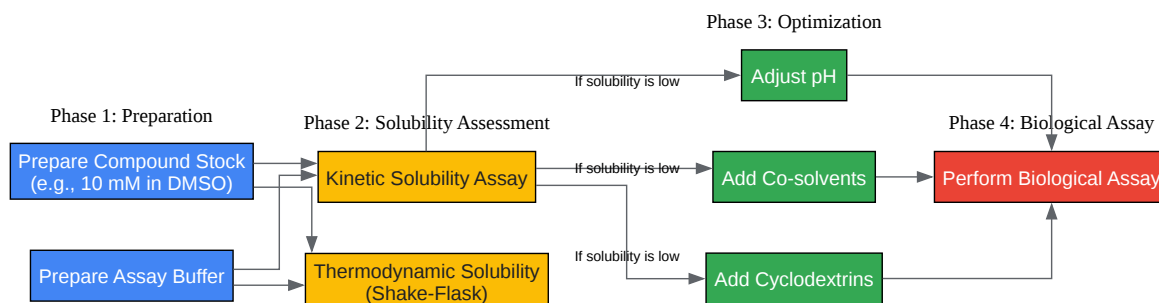 Phase 3: Optimization
If solubility is low
Adjust pH
Phase 1: Preparation
Phase 2: Solubility Assessment
Phase 4: Biological Assay
Prepare Compound Stock
(e.g., 10 mM in DMSO)
Kinetic Solubility Assay
If solubility is low
Add Co-solvents
Perform Biological Assay
Prepare Assay Buffer
Thermodynamic Solubility
(Shake-Flask)
If solubility is low
Add Cyclodextrins